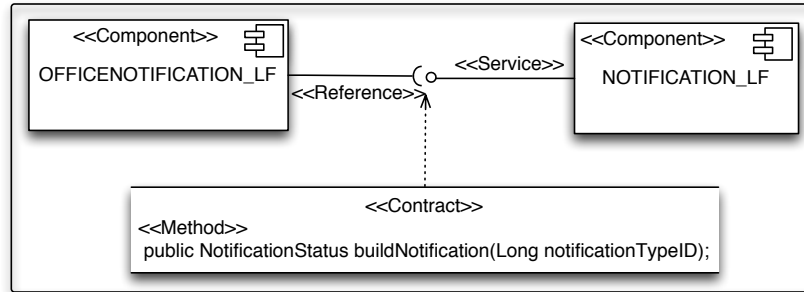 <<Component>>
OFFICENOTIFICATION_LF
<<Reference>>
<<Service>>
<<Component>>
NOTIFICATION_LF
<<Contract>>
<<Method>>
public NotificationStatus buildNotification(Long notificationTypeID);